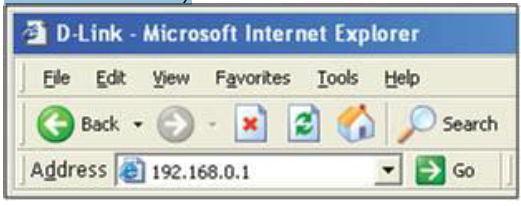 D-Link - Microsoft Internet Explorer
File Edit View Favorites Tools Help
Back Search
Address 192.168.0.1 Go